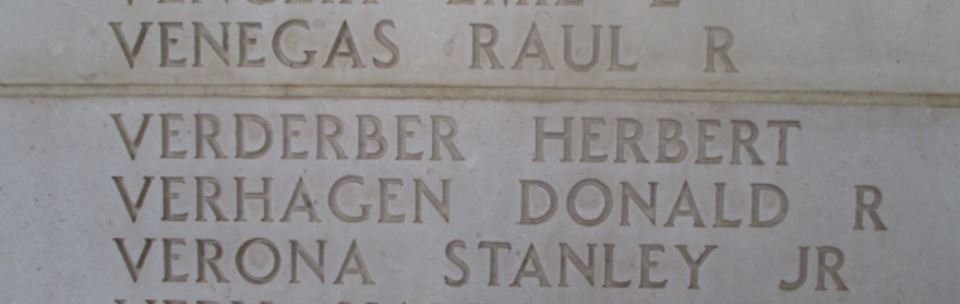 VENEGAS RAUL R
VERDERBER HERBERT
VERHAGEN DONALD R
VERONA STANLEY JR